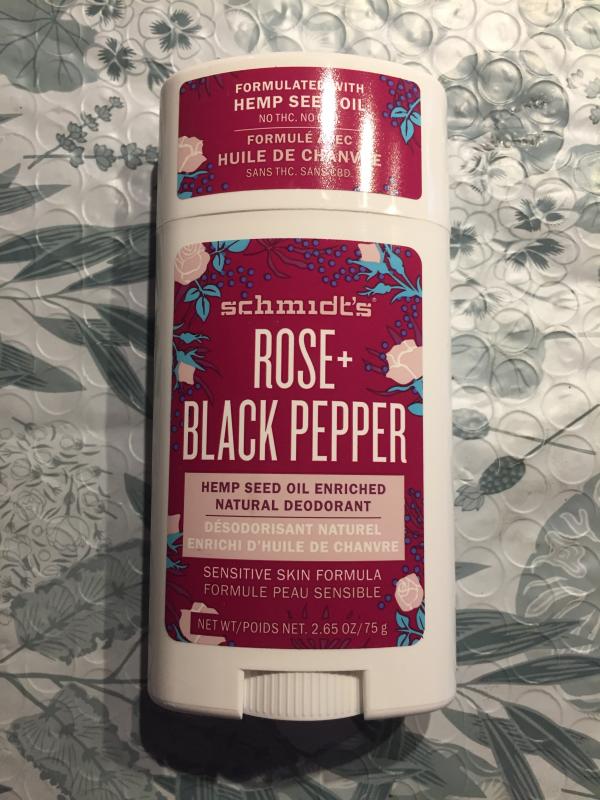 FORMULATED WITH
HEMP SEED OIL
NO THC. NO
FORMULÉ AVEC
HUILE DE CHANVRE
SANS THC. SANS CBD.
schmidt's®
ROSE+
BLACK PEPPER
HEMP SEED OIL ENRICHED
NATURAL DEODORANT
DÉSODORISANT NATUREL
ENRICHI D'HUILE DE CHANVRE
SENSITIVE SKIN FORMULA
FORMULE PEAU SENSIBLE
NET WT/POIDS NET. 2.65 OZ/75 g